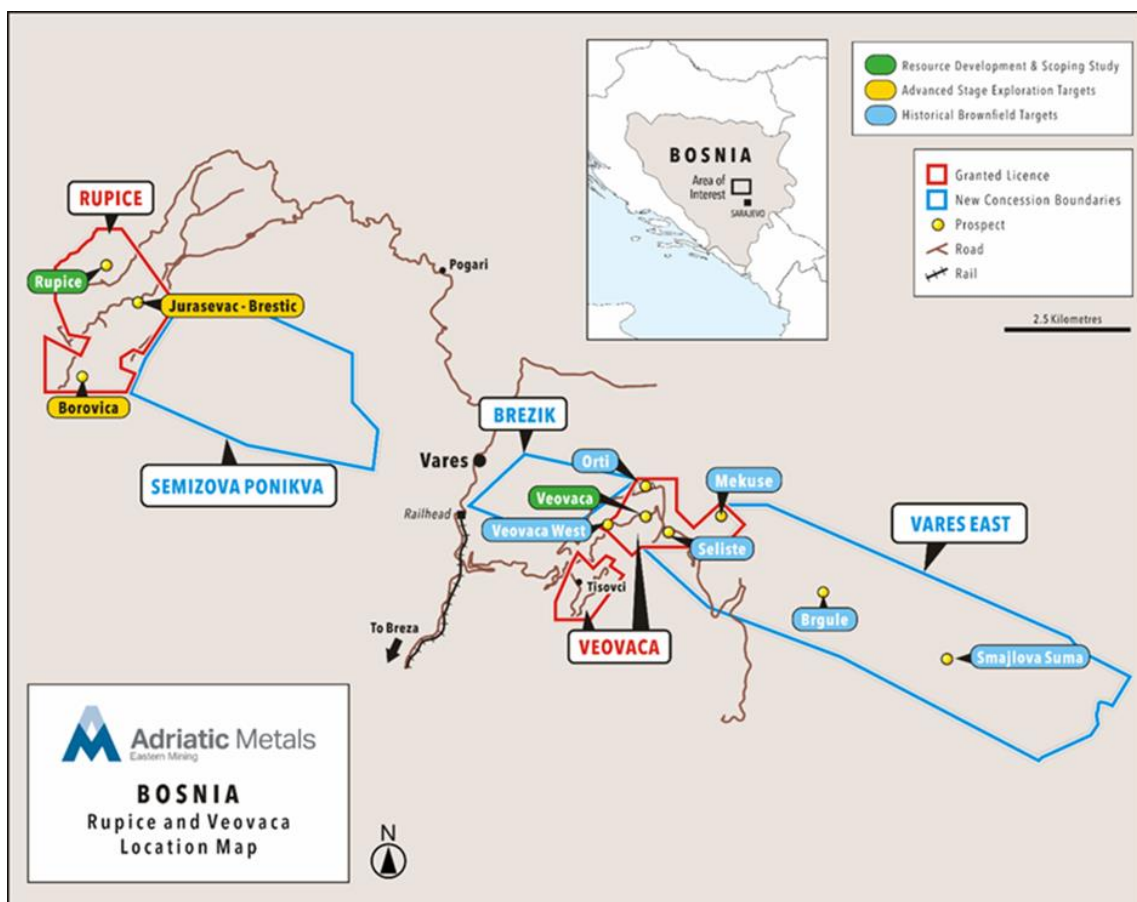 BOSNIA
Area of
Interest
SARAJEVO
Resource Development & Scoping Study
Advanced Stage Exploration Targets
Historical Brownfield Targets
Granted Licence
New Concession Boundaries
Prospect
Road
Rail
2.5 Kilometres
RUPICE
Rupice
Jurasevac - Brestic
Borovica
SEMIZOVA PONIKVA
Pogari
Vares
Railhead
To Breza
BREZIK
Orti
Veovaca
Veovaca West
Mekuse
Seliste
Tisovci
VEOVACA
VARES EAST
Brgule
Smajlova Suma
Adriatic Metals
Eastern Mining
BOSNIA
Rupice and Veovaca
Location Map
N